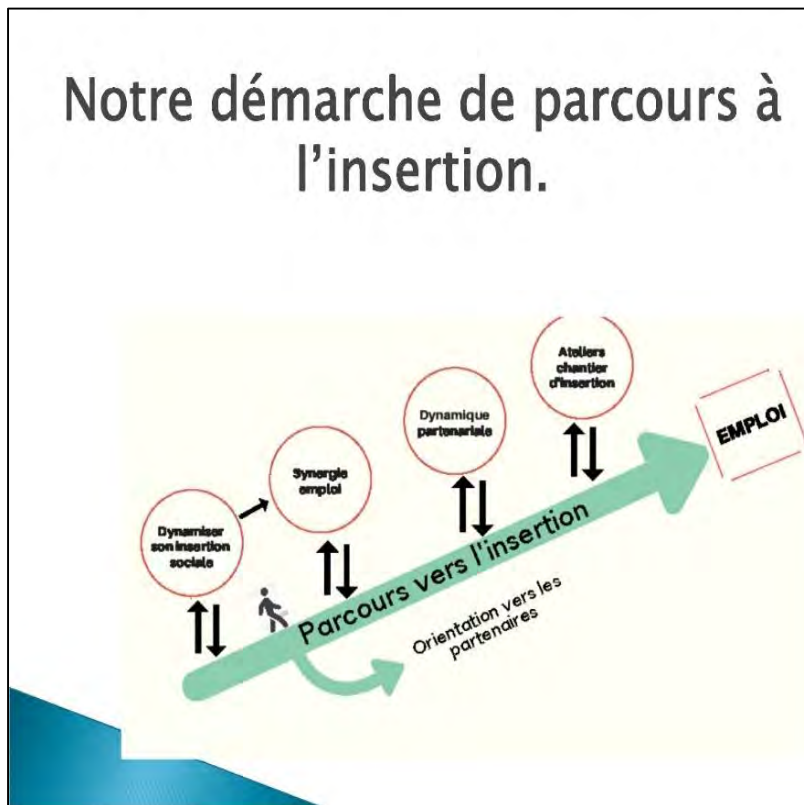 Notre démarche de parcours à
l'insertion.
Ateliers
chantier
d'insertion
Dynamique
partenariale
EMPLOI
Synergie
emploi
Dynamiser
son insertion
sociale
Parcours vers l'insertion
Orientation vers les
partenaires